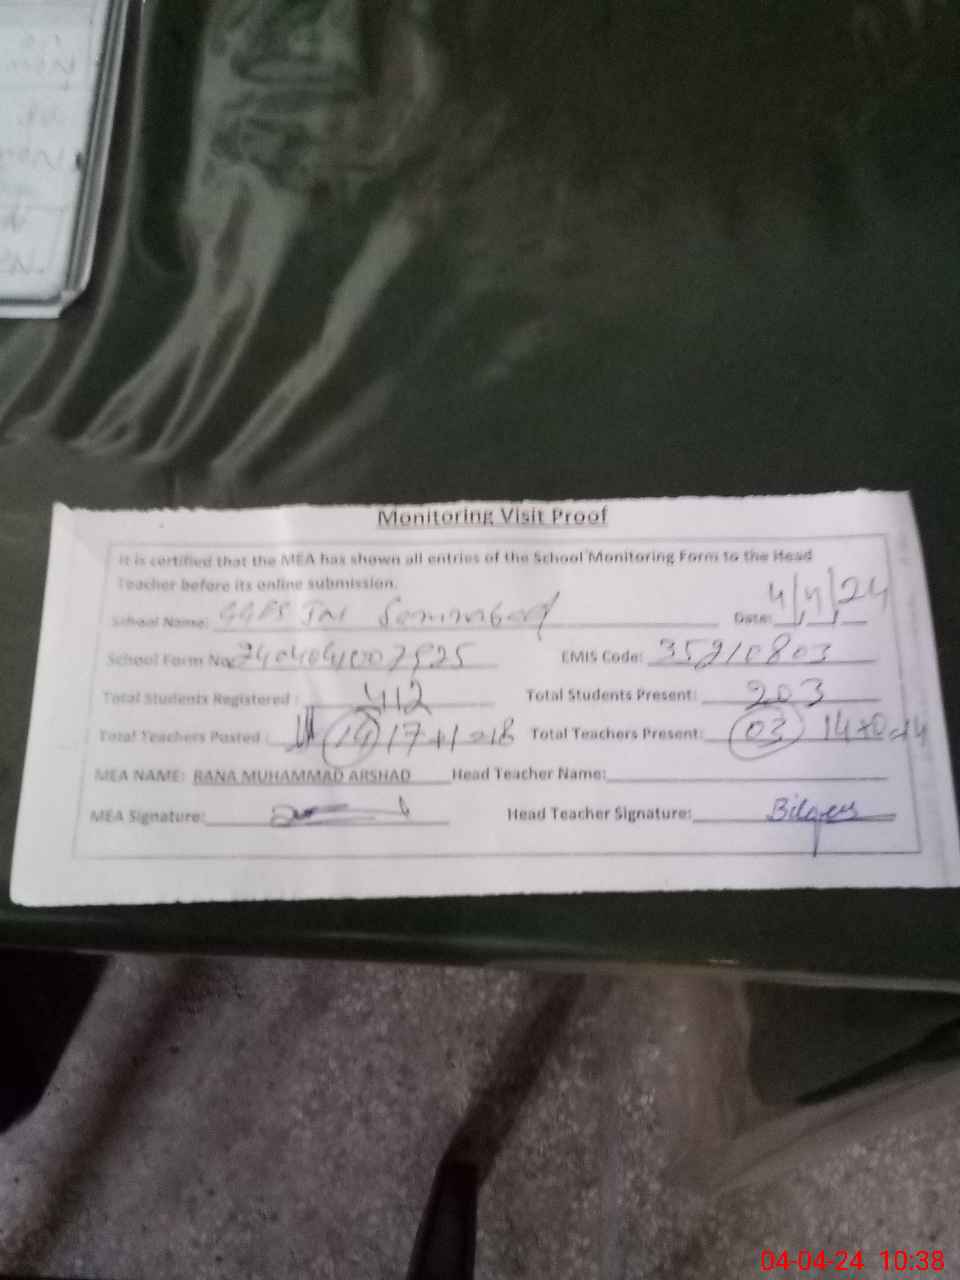 Monitoring Visit Proof
It is certified that the MEA has shown all entries of the School Monitoring Form to the Head
Teacher before its online submission.
School Name: Date: 4/4/24
School Form No: EMIS Code: 35210803
Total Students Registered : 412 Total Students Present: 203
Total Teachers Posted : 17+1=18 Total Teachers Present: 03 14+0=14
MEA NAME: RANA MUHAMMAD ARSHAD Head Teacher Name:
MEA Signature: Head Teacher Signature: Bilqees
04-04-24 10:38